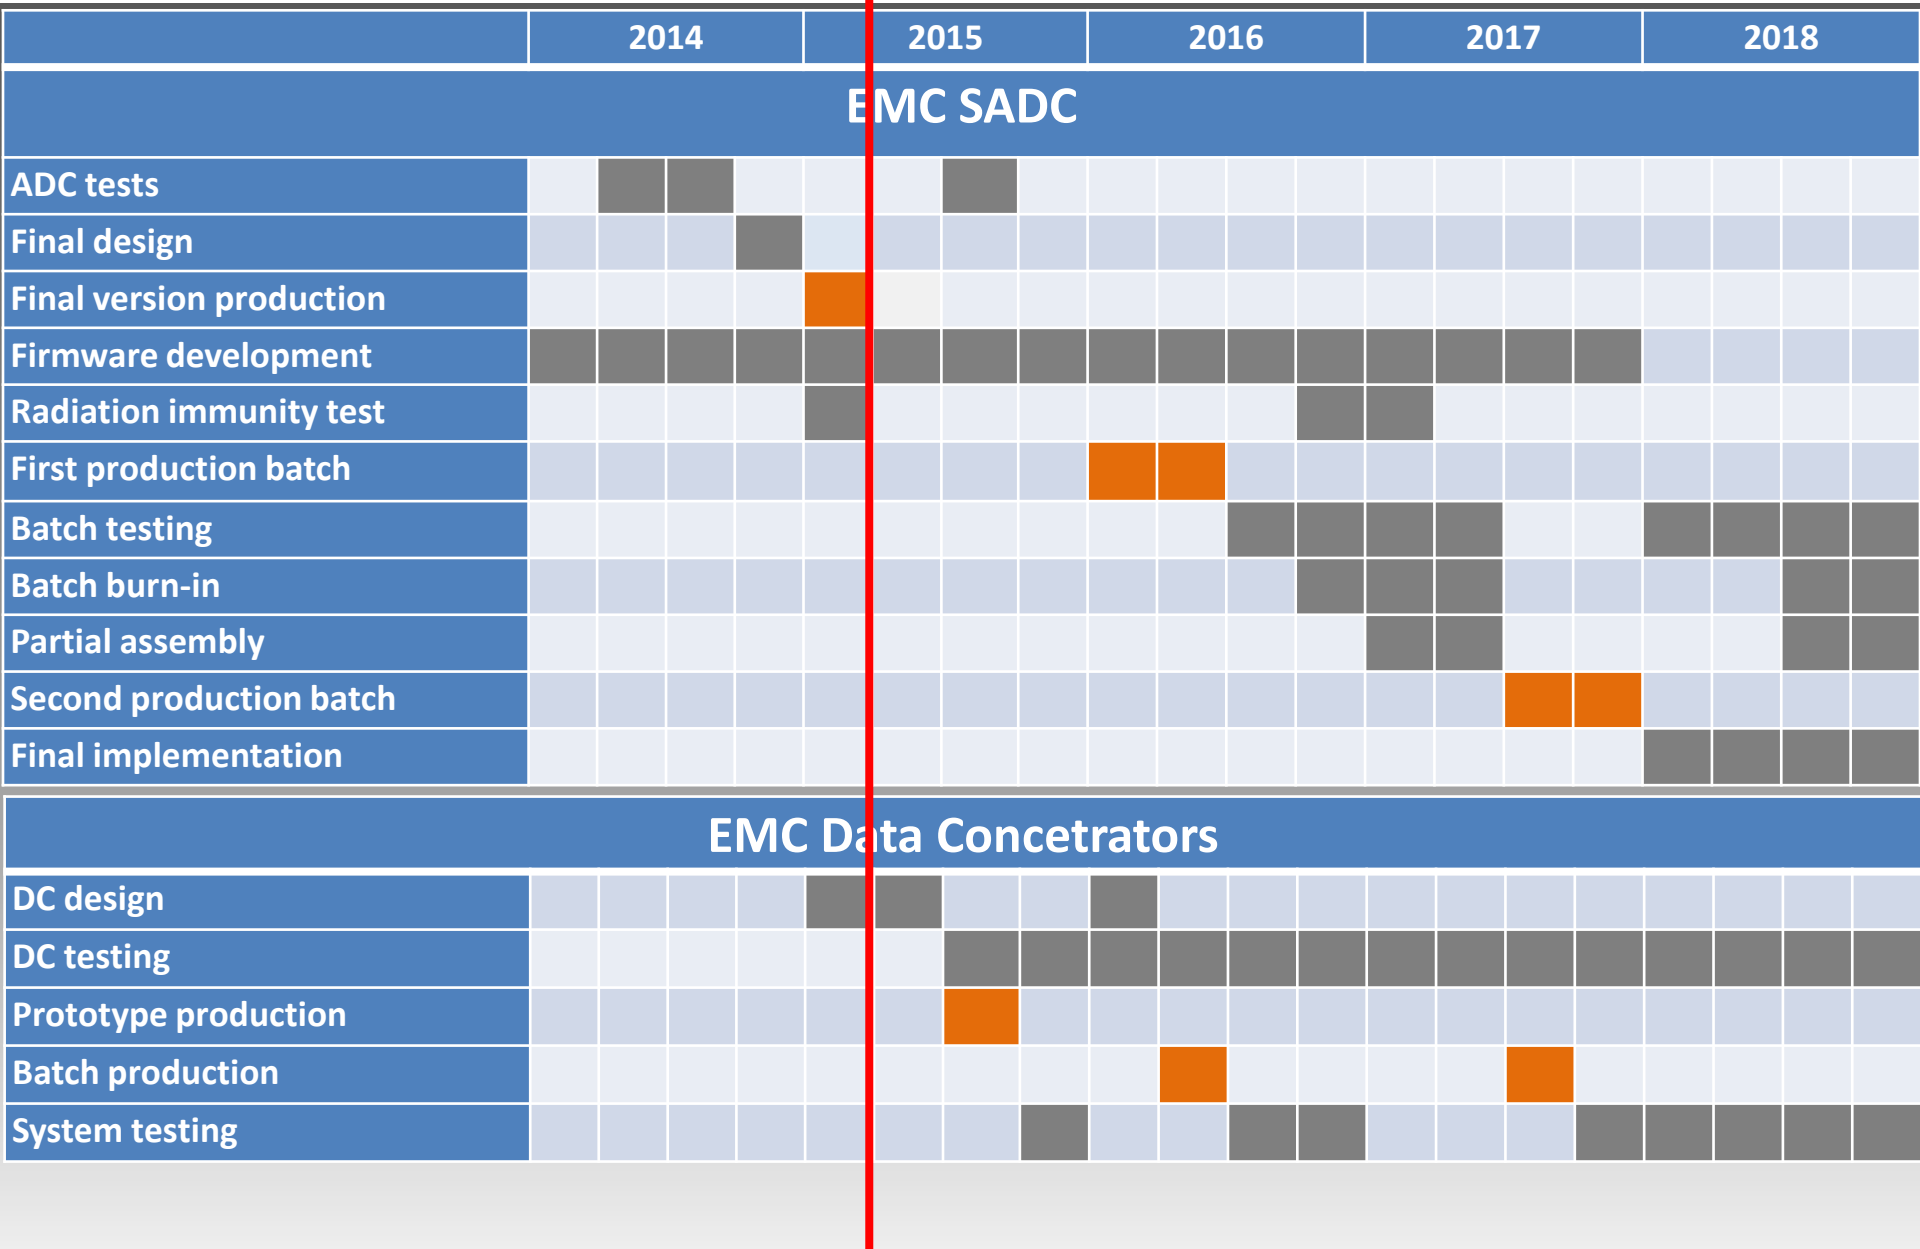 2014 2015 2016 2017 2018
EMC SADC
ADC tests
Final design
Final version production
Firmware development
Radiation immunity test
First production batch
Batch testing
Batch burn-in
Partial assembly
Second production batch
Final implementation
EMC Data Concetrators
DC design
DC testing
Prototype production
Batch production
System testing